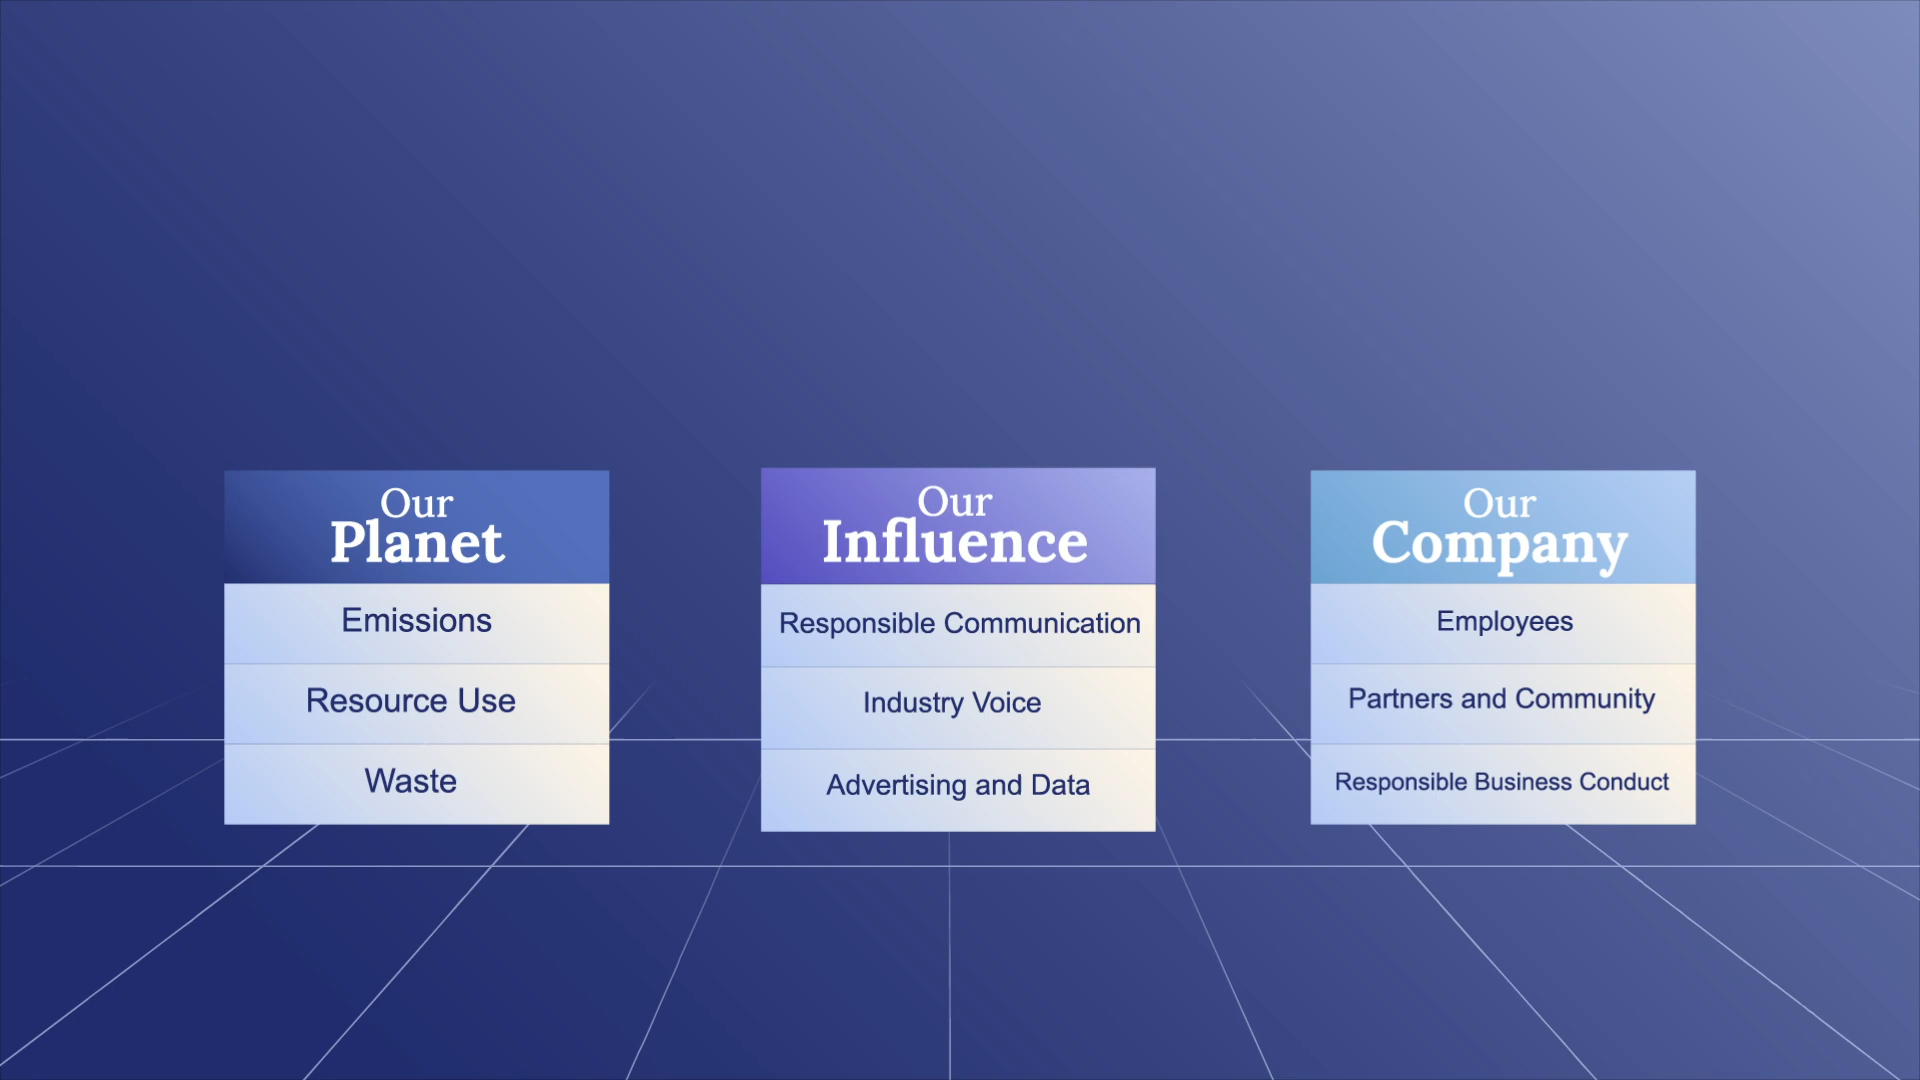 Our
Planet
Emissions
Resource Use
Waste
Our
Influence
Responsible Communication
Industry Voice
Advertising and Data
Our
Company
Employees
Partners and Community
Responsible Business Conduct